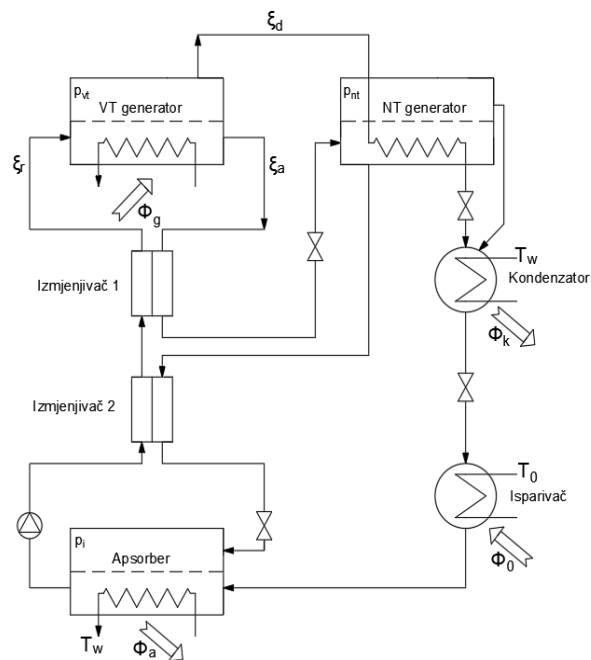 ξd
pvt
VT generator
pnt
NT generator
ξr
ξa
Φg
Izmjenjivač 1
Tw
Kondenzator
Φk
Izmjenjivač 2
T0
Isparivač
pi
Apsorber
Φ0
Tw
Φa